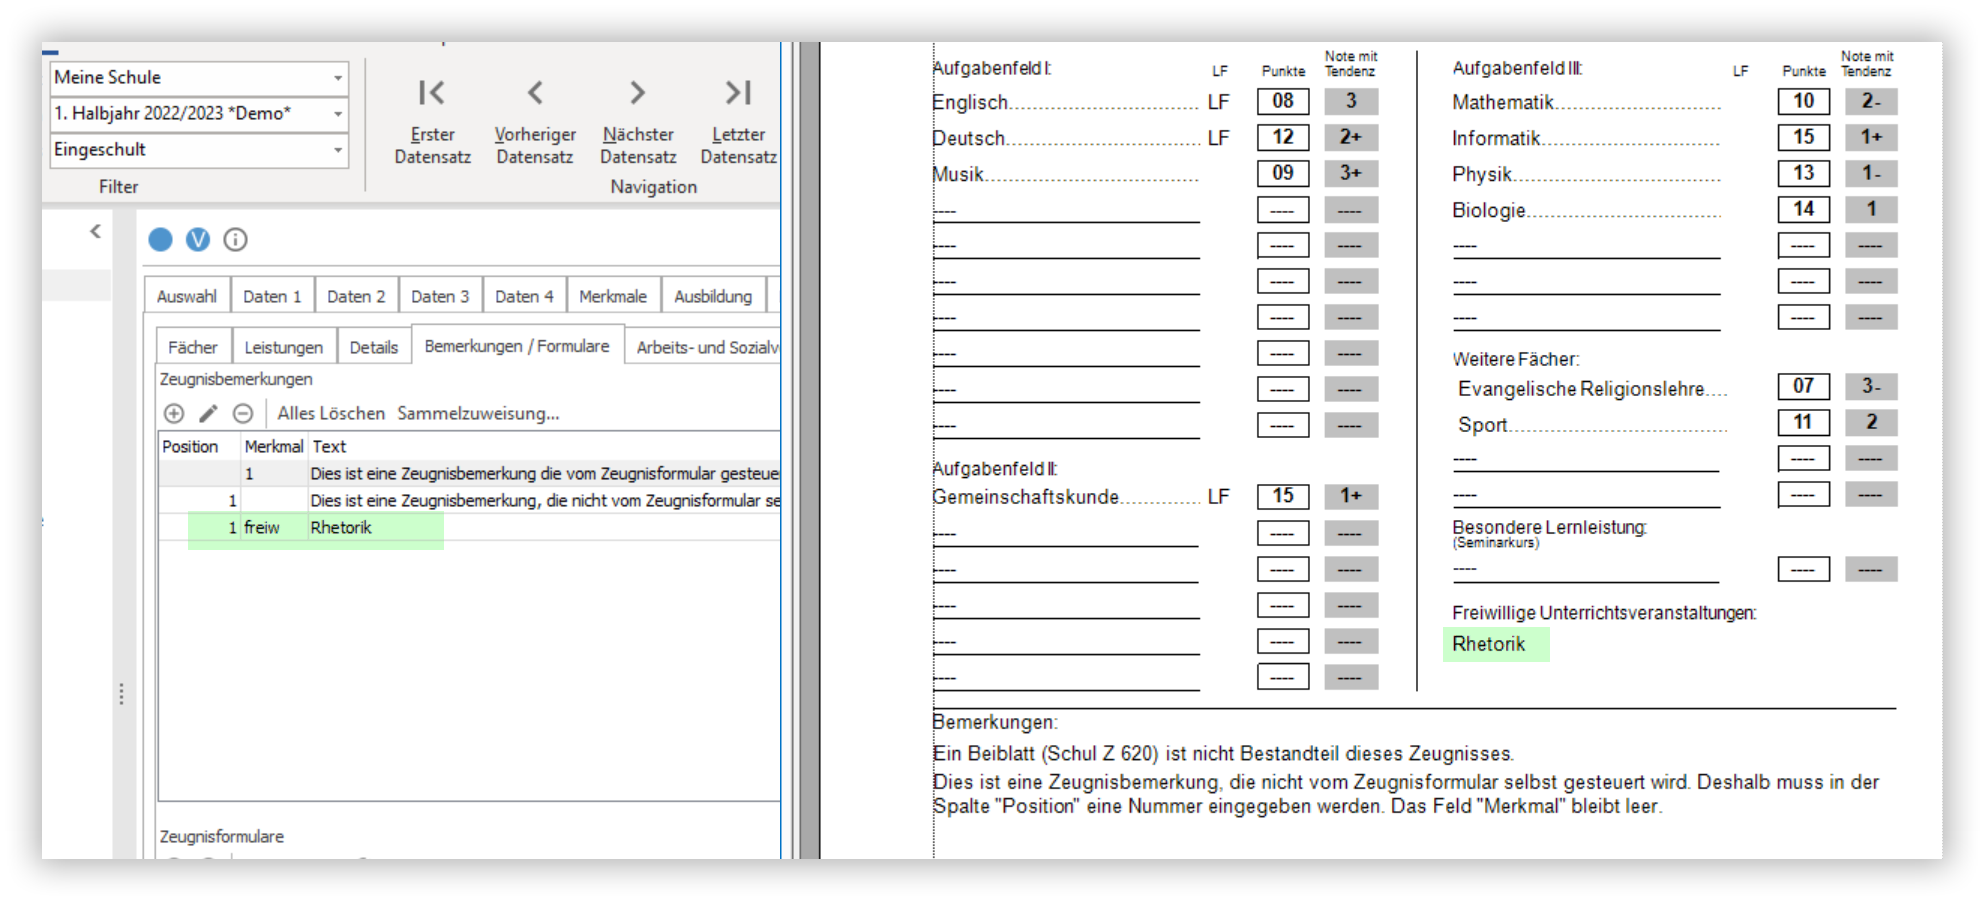 Meine Schule
1. Halbjahr 2022/2023 *Demo*
Eingeschult
Filter
Erster Datensatz
Vorheriger Datensatz
Nächster Datensatz
Letzter Datensatz
Navigation
V
Auswahl Daten 1 Daten 2 Daten 3 Daten 4 Merkmale Ausbildung
Fächer Leistungen Details Bemerkungen / Formulare Arbeits- und Sozialv
Zeugnisbemerkungen
Alles Löschen Sammelzuweisung...
Position Merkmal Text
1 Dies ist eine Zeugnisbemerkung die vom Zeugnisformular gesteue
1 Dies ist eine Zeugnisbemerkung, die nicht vom Zeugnisformular se
1 freiw Rhetorik
Zeugnisformulare
Aufgabenfeld I: LF Punkte Note mit Tendenz
Englisch LF 08 3
Deutsch LF 12 2+
Musik 09 3+
---- ---- ----
---- ---- ----
---- ---- ----
---- ---- ----
---- ---- ----
---- ---- ----
---- ---- ----
Aufgabenfeld II:
Gemeinschaftskunde LF 15 1+
---- ---- ----
---- ---- ----
---- ---- ----
---- ---- ----
---- ---- ----
Aufgabenfeld III: LF Punkte Note mit Tendenz
Mathematik 10 2-
Informatik 15 1+
Physik 13 1-
Biologie 14 1
---- ---- ----
---- ---- ----
---- ---- ----
Weitere Fächer:
Evangelische Religionslehre 07 3-
Sport 11 2
---- ---- ----
---- ---- ----
Besondere Lernleistung:
(Seminarkurs)
---- ---- ----
Freiwillige Unterrichtsveranstaltungen:
Rhetorik
Bemerkungen:
Ein Beiblatt (Schul Z 620) ist nicht Bestandteil dieses Zeugnisses.
Dies ist eine Zeugnisbemerkung, die nicht vom Zeugnisformular selbst gesteuert wird. Deshalb muss in der
Spalte "Position" eine Nummer eingegeben werden. Das Feld "Merkmal" bleibt leer.